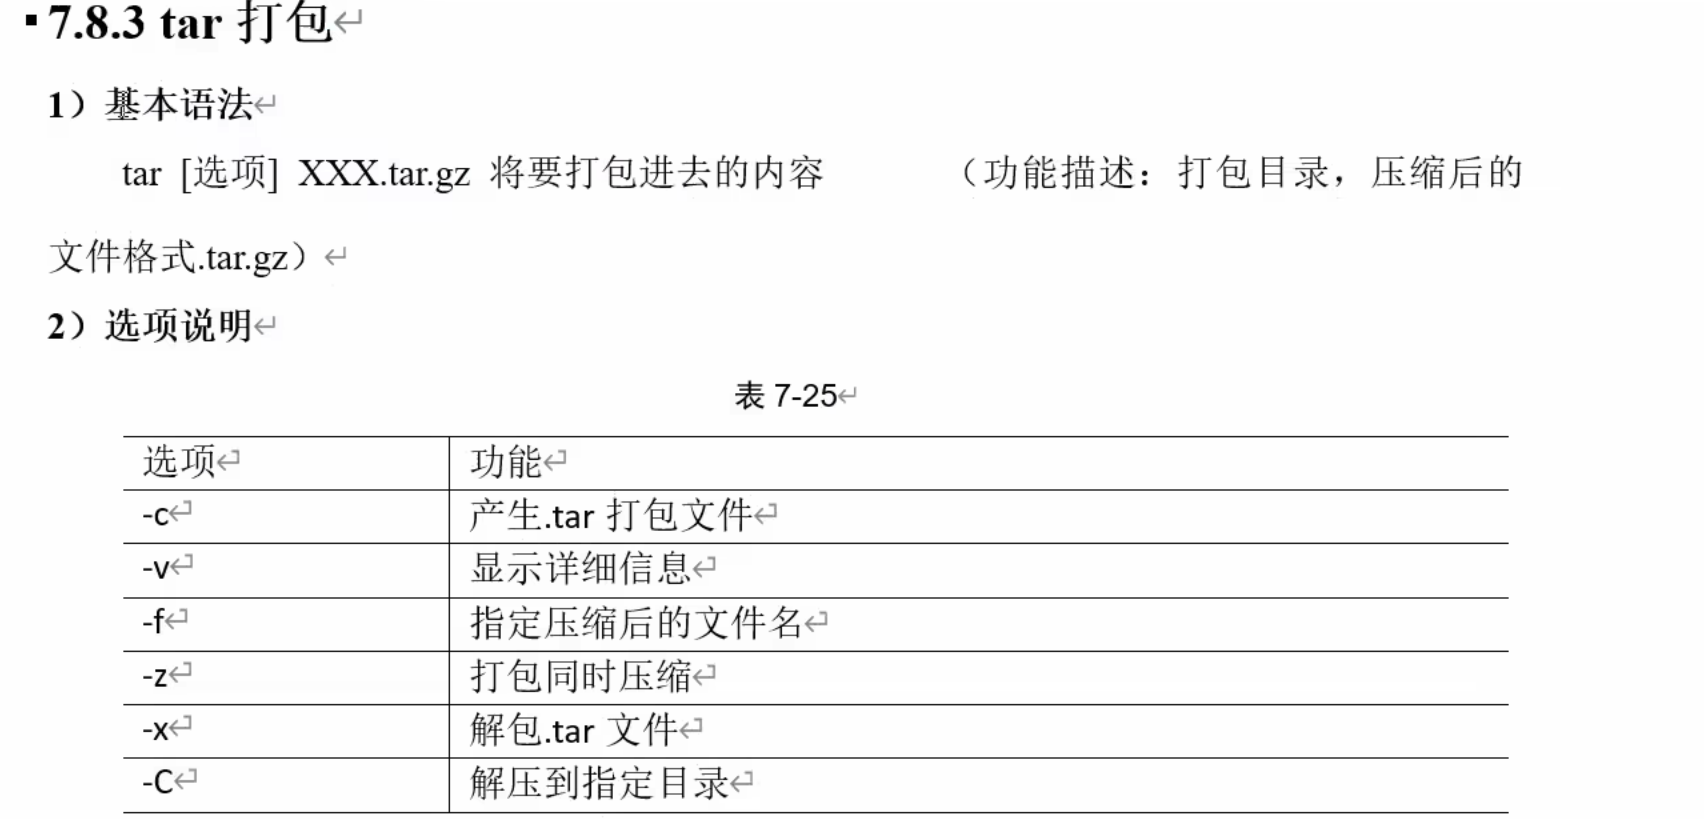 ▪7.8.3 tar 打包↵
1）基本语法↵
tar [选项] XXX.tar.gz 将要打包进去的内容 （功能描述：打包目录，压缩后的
文件格式.tar.gz）↵
2）选项说明↵
表 7-25↵
选项↵ 功能↵
-c↵ 产生.tar 打包文件↵
-v↵ 显示详细信息↵
-f↵ 指定压缩后的文件名↵
-z↵ 打包同时压缩↵
-x↵ 解包.tar 文件↵
-C↵ 解压到指定目录↵